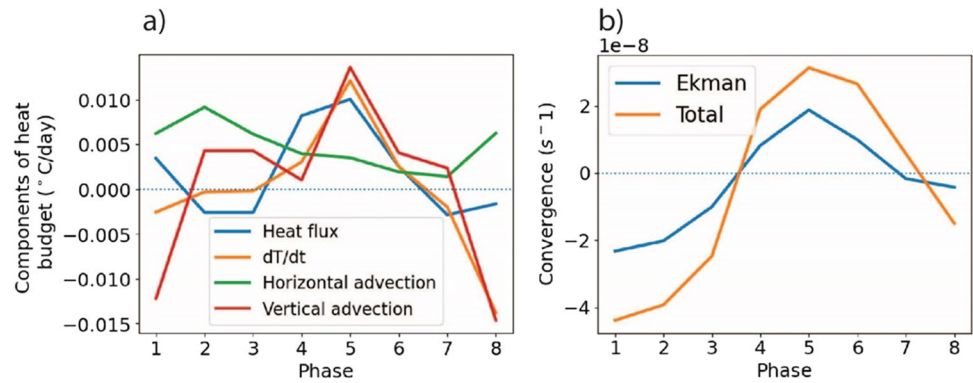 a)
Components of heat
budget (°C/day)
0.010
0.005
0.000
−0.005
−0.010
−0.015
Heat flux
dT/dt
Horizontal advection
Vertical advection
1 2 3 4 5 6 7 8
Phase
b)
1e−8
Convergence (s⁻1)
2
0
−2
−4
Ekman
Total
1 2 3 4 5 6 7 8
Phase